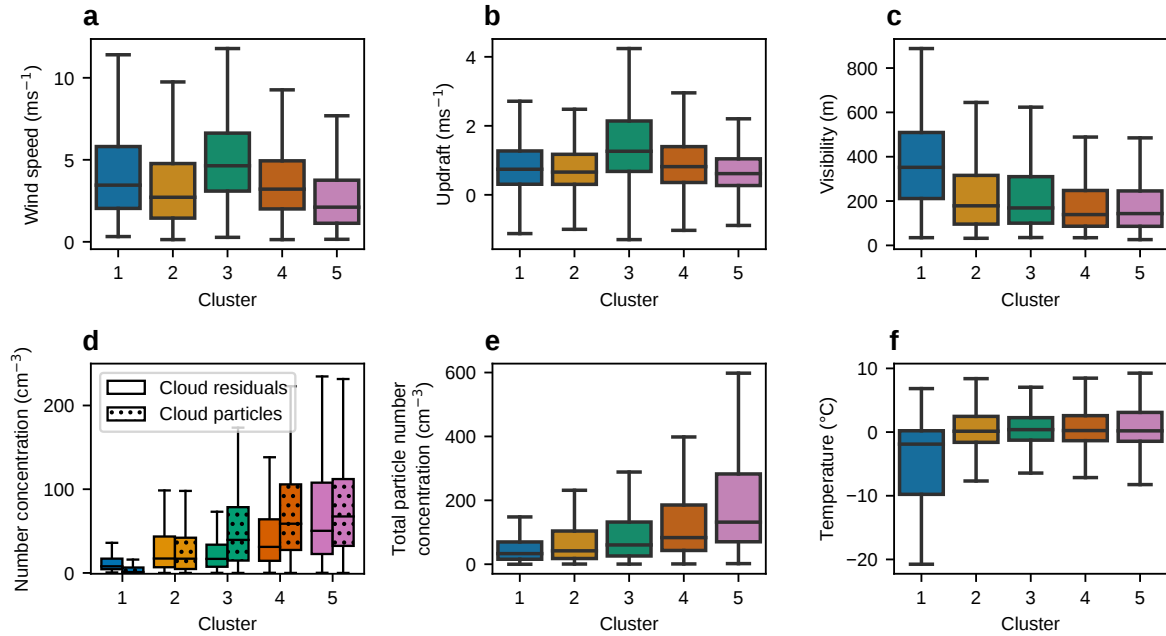 a
Wind speed (ms⁻¹)
10
5
0
1 2 3 4 5
Cluster
b
Updraft (ms⁻¹)
4
2
0
1 2 3 4 5
Cluster
c
Visibility (m)
800
600
400
200
0
1 2 3 4 5
Cluster
d
Number concentration (cm⁻³)
200
100
0
Cloud residuals
Cloud particles
1 2 3 4 5
Cluster
e
Total particle number
concentration (cm⁻³)
600
400
200
0
1 2 3 4 5
Cluster
f
Temperature (°C)
10
0
−10
−20
1 2 3 4 5
Cluster